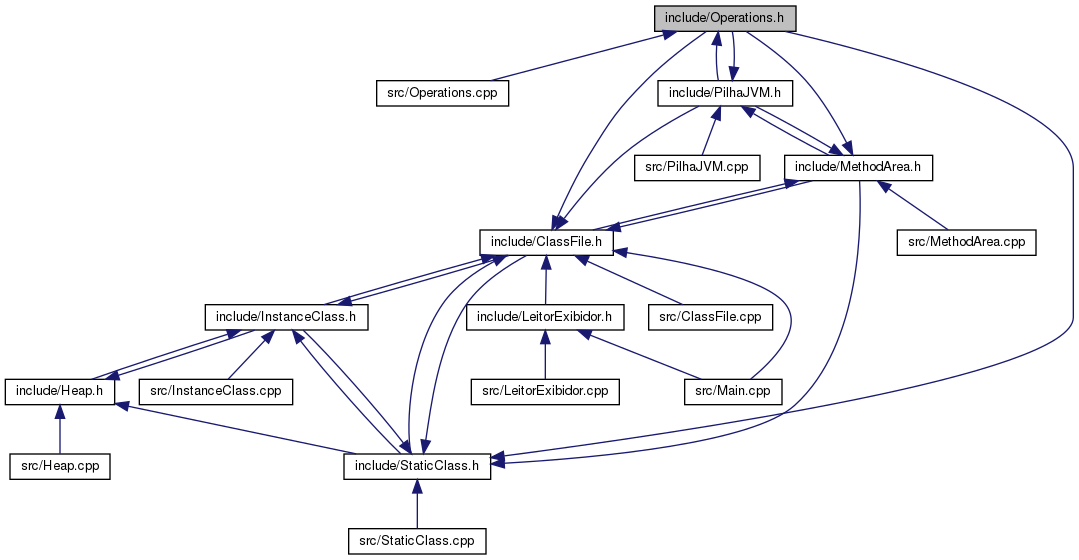 include/Operations.h
src/Operations.cpp
include/PilhaJVM.h
src/PilhaJVM.cpp
include/MethodArea.h
include/ClassFile.h
src/MethodArea.cpp
include/InstanceClass.h
include/LeitorExibidor.h
src/ClassFile.cpp
include/Heap.h
src/InstanceClass.cpp
src/LeitorExibidor.cpp
src/Main.cpp
src/Heap.cpp
include/StaticClass.h
src/StaticClass.cpp